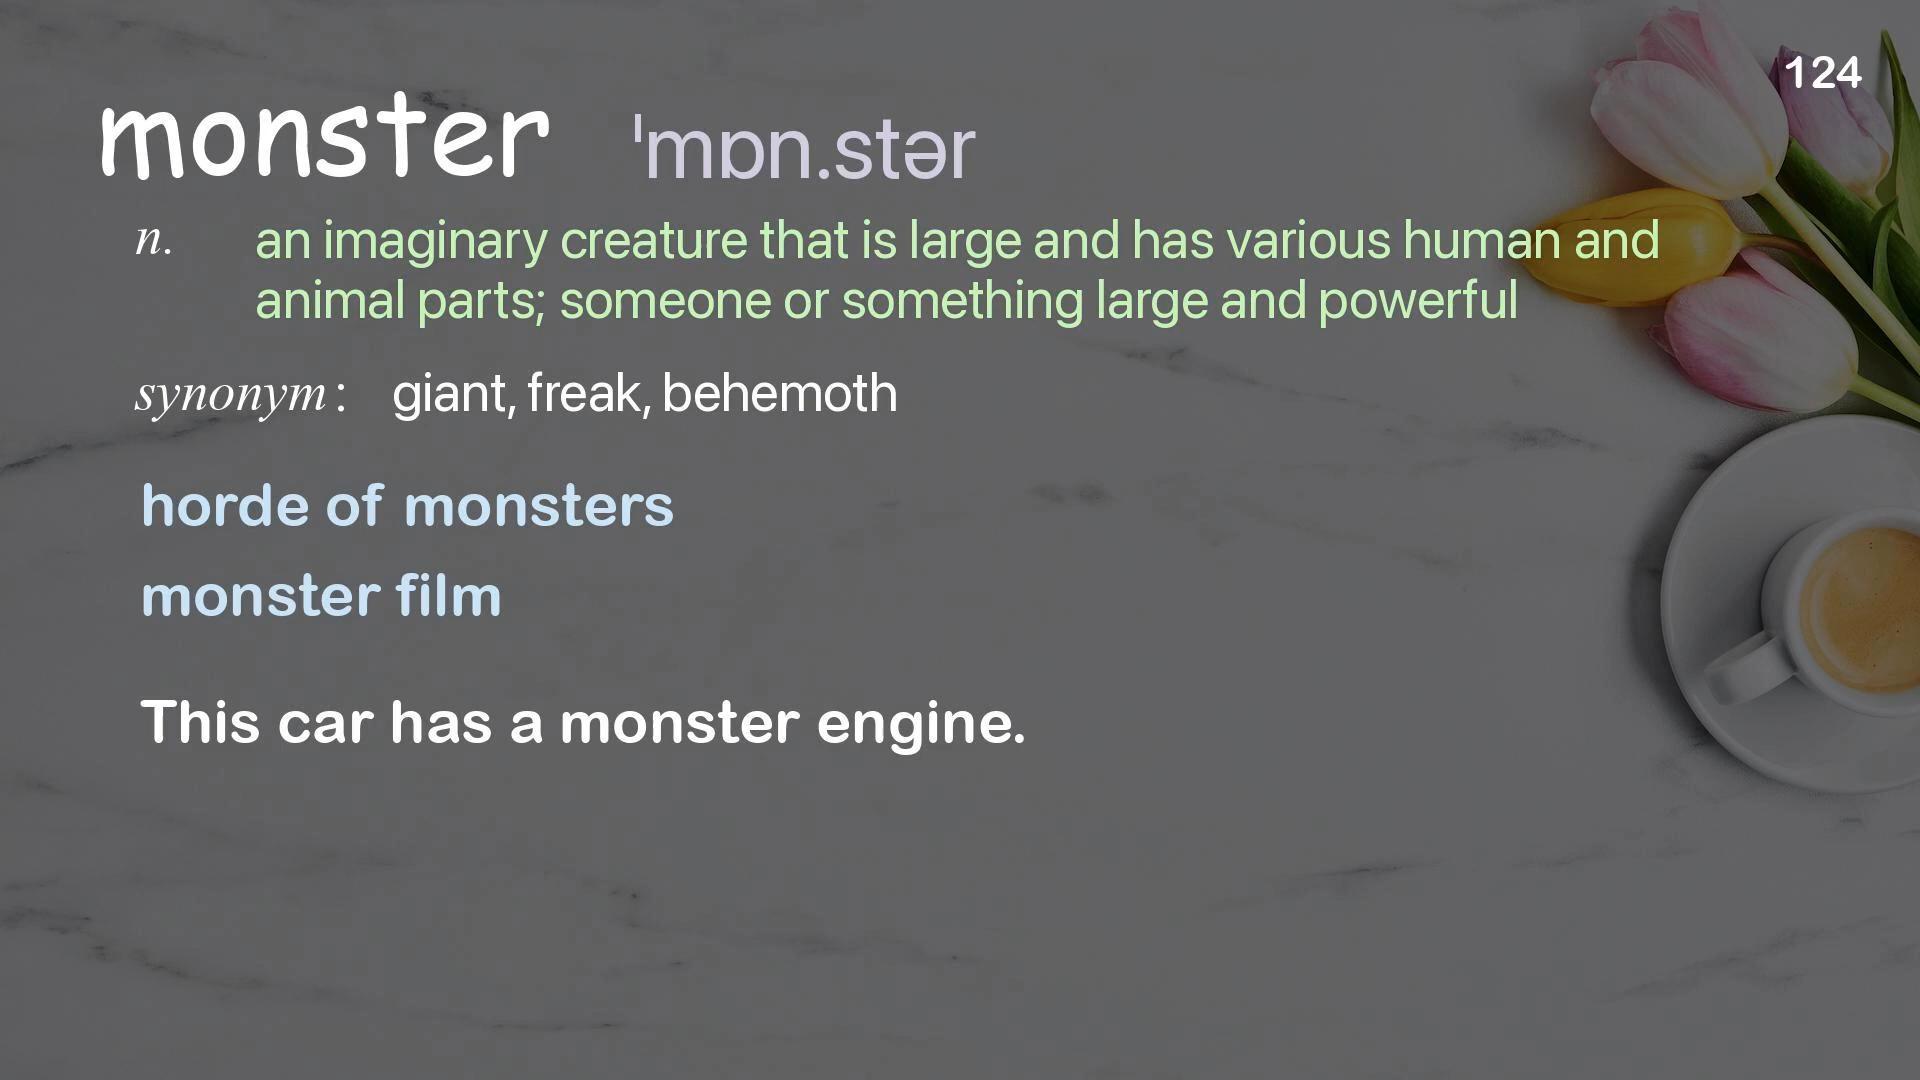 124
monster ˈmɒn.stər
n. an imaginary creature that is large and has various human and
animal parts; someone or something large and powerful
synonym: giant, freak, behemoth
horde of monsters
monster film
This car has a monster engine.